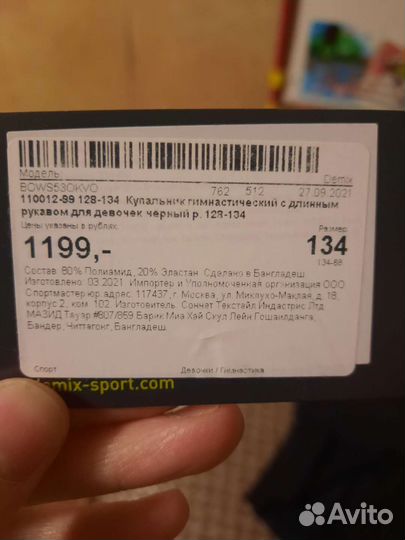 Модель Demix
BOWS53OKVO 762 512 27.09.2021
110012-99 128-134 Купальник гимнастический с длинным
рукавом для девочек черный р. 128-134
Цены указаны в рублях. Размер
1199,- 134
134-68
Состав: 80% Полиамид, 20% Эластан. Сделано в Бангладеш.
Изготовлено: 03.2021. Импортер и Уполномоченная организация ООО
Спортмастер юр.адрес: 117437, г. Москва, ул. Миклухо-Маклая, д. 18,
корпус 2, ком. 102. Изготовитель: Соннет Текстайл Индастрис Лтд
МАЗИД Тауэр #807/869 Барик Миа Хай Скул Лейн Гошаилданга,
Бандер, Читтагонг, Бангладеш.
Спорт Девочки / Гимнастика
demix-sport.com
Avito